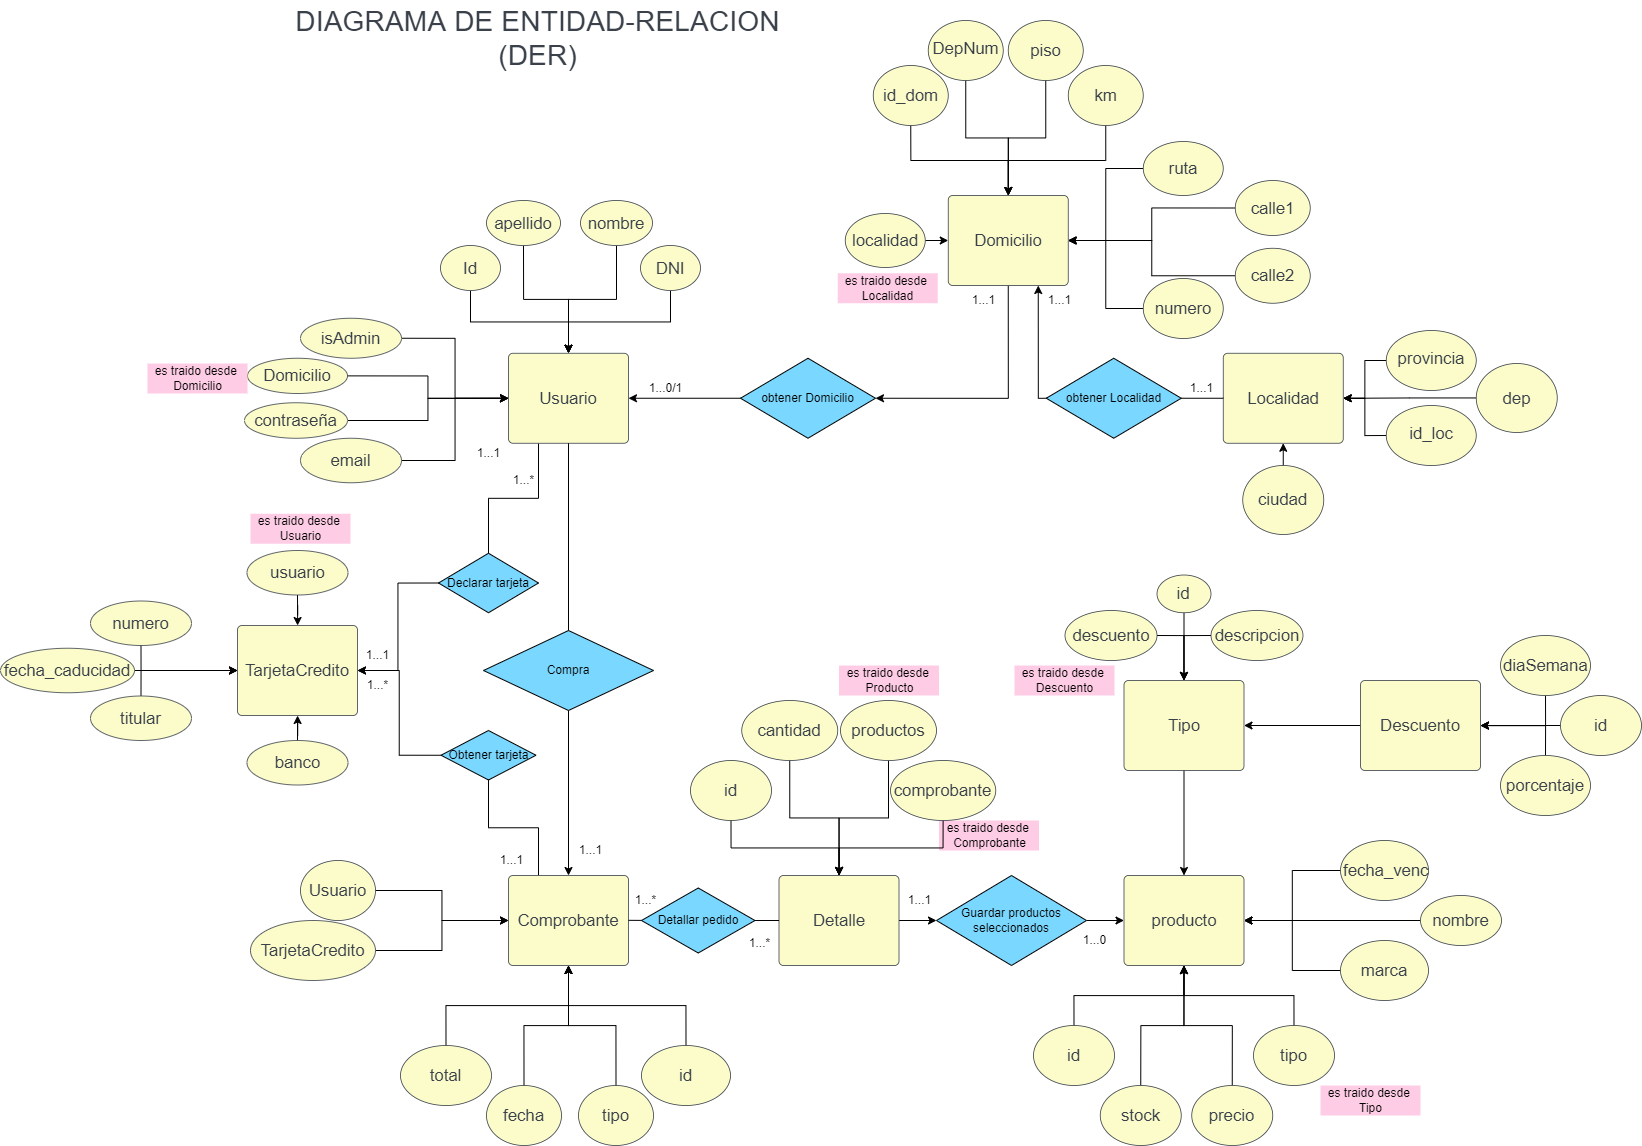 DIAGRAMA DE ENTIDAD-RELACION
(DER)
DepNum
piso
id_dom
km
ruta
calle1
calle2
numero
localidad
Domicilio
es traido desde
Localidad
1...1
1...1
apellido
nombre
Id
DNI
isAdmin
es traido desde
Domicilio
Domicilio
contraseña
email
Usuario
1...0/1
obtener Domicilio
obtener Localidad
1...1
Localidad
provincia
dep
id_loc
ciudad
1...1
1...*
es traido desde
Usuario
usuario
Declarar tarjeta
numero
fecha_caducidad
titular
TarjetaCredito
1...1
1...*
banco
Compra
Obtener tarjeta
id
descuento
descripcion
es traido desde
Descuento
Tipo
Descuento
diaSemana
id
porcentaje
es traido desde
Producto
cantidad
productos
id
comprobante
es traido desde
Comprobante
1...1
1...1
Usuario
TarjetaCredito
Comprobante
1...*
Detallar pedido
1...*
Detalle
1...1
Guardar productos
seleccionados
1...0
producto
fecha_venc
nombre
marca
total
fecha
tipo
id
id
stock
precio
tipo
es traido desde
Tipo